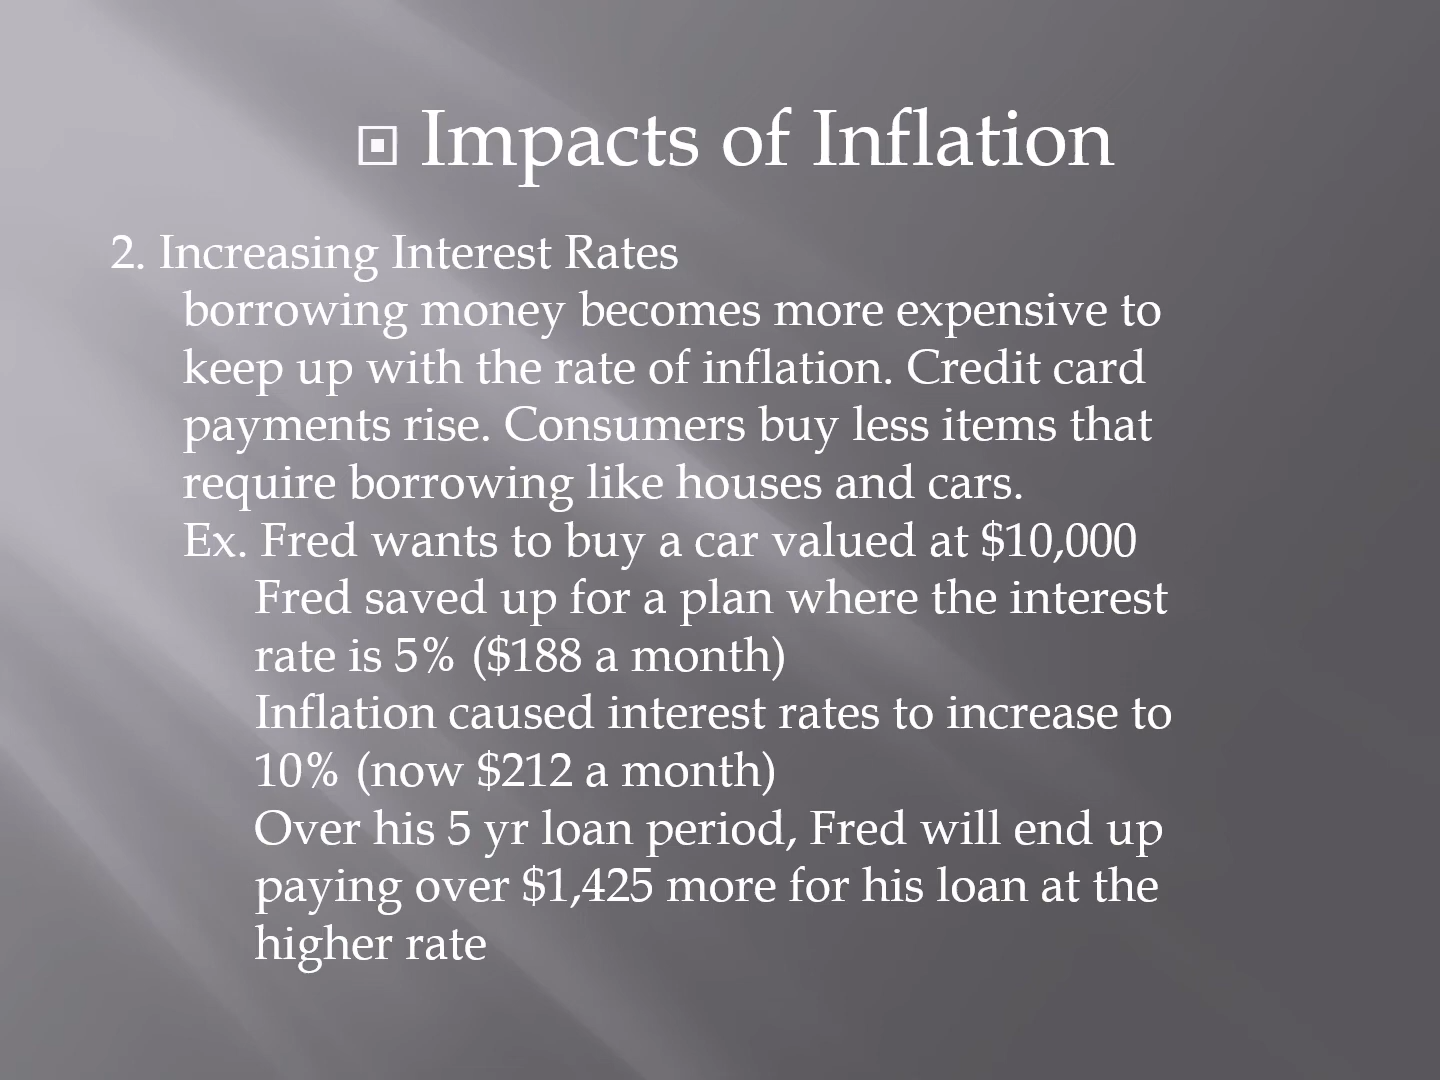 Impacts of Inflation
2. Increasing Interest Rates
borrowing money becomes more expensive to
keep up with the rate of inflation. Credit card
payments rise. Consumers buy less items that
require borrowing like houses and cars.
Ex. Fred wants to buy a car valued at $10,000
Fred saved up for a plan where the interest
rate is 5% ($188 a month)
Inflation caused interest rates to increase to
10% (now $212 a month)
Over his 5 yr loan period, Fred will end up
paying over $1,425 more for his loan at the
higher rate